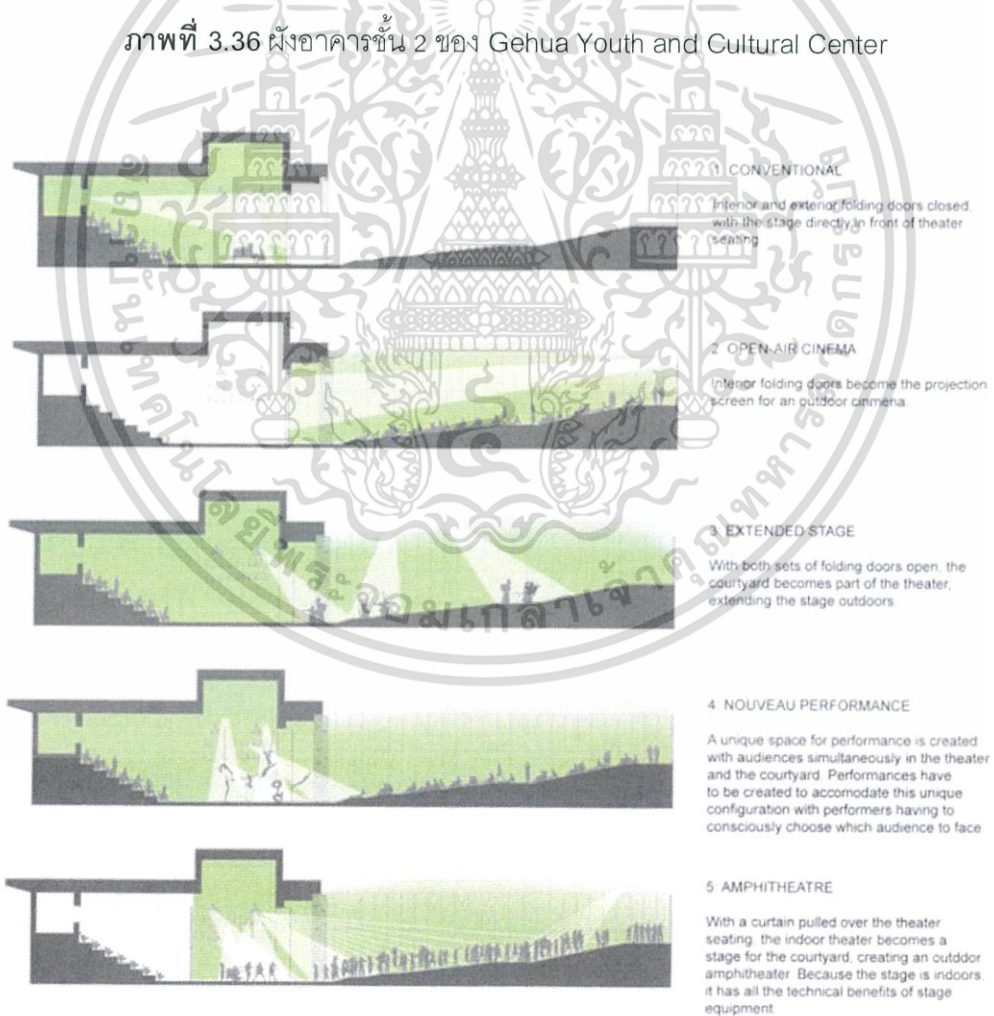 ภาพที่ 3.36 ผังอาคารชั้น 2 ของ Gehua Youth and Cultural Center
1 CONVENTIONAL
Interior and exterior folding doors closed,
with the stage directly in front of theater
seating
2 OPEN-AIR CINEMA
Interior folding doors become the projection
screen for an outdoor cinmena.
3 EXTENDED STAGE
With both sets of folding doors open, the
courtyard becomes part of the theater,
extending the stage outdoors
4 NOUVEAU PERFORMANCE
A unique space for performance is created
with audiences simultaneously in the theater
and the courtyard. Performances have
to be created to accomodate this unique
configuration with performers having to
consciously choose which audience to face
5 AMPHITHEATRE
With a curtain pulled over the theater
seating, the indoor theater becomes a
stage for the courtyard, creating an outddor
amphitheater. Because the stage is indoors,
it has all the technical benefits of stage
equipment